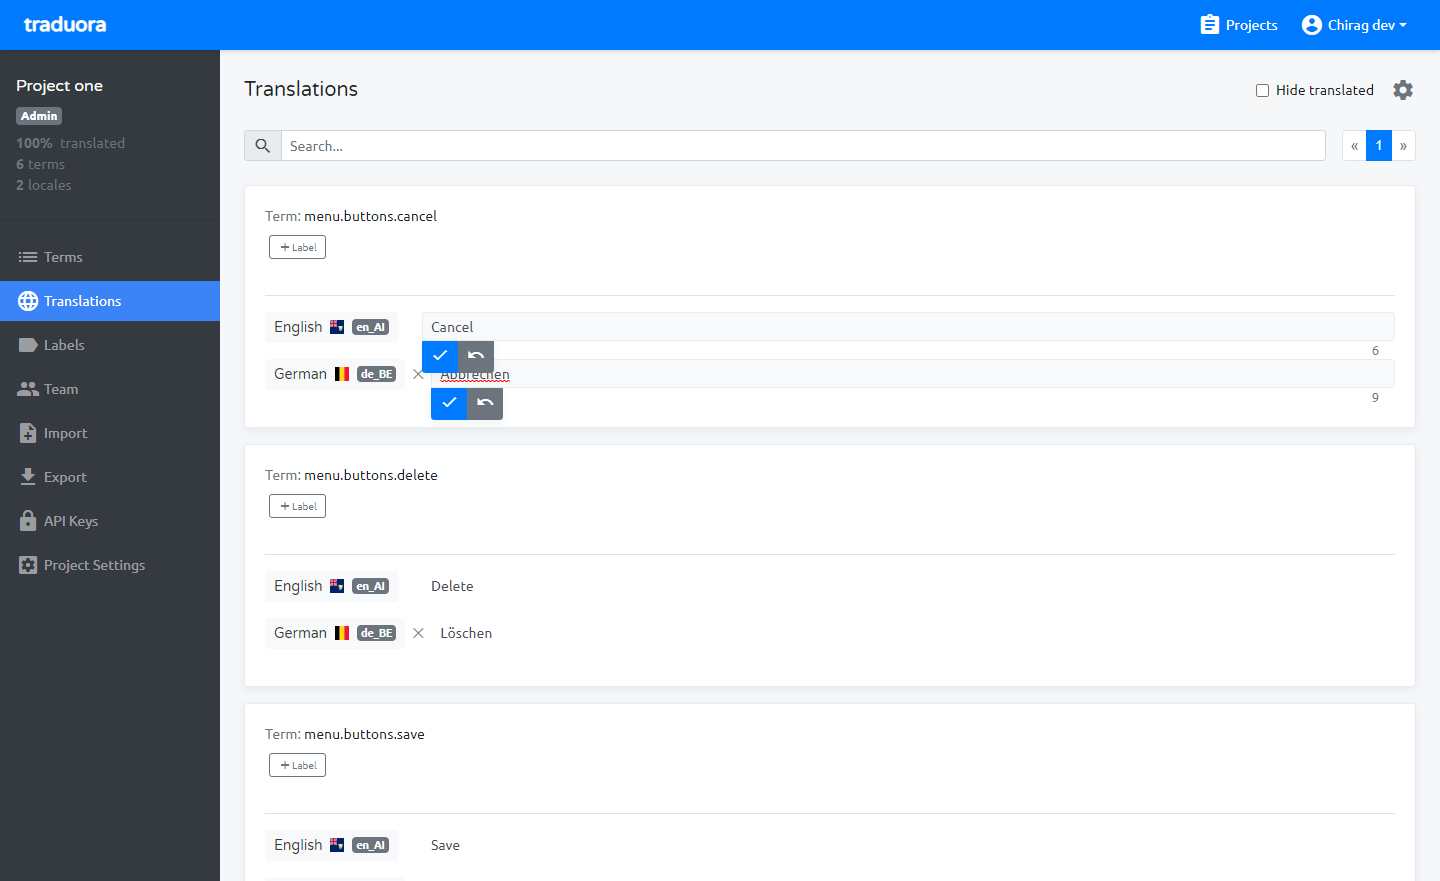 traduora
Projects
Chirag dev
Project one
Admin
100% translated
6 terms
2 locales
Terms
Translations
Labels
Team
Import
Export
API Keys
Project Settings
Translations
Hide translated
Search...
« 1 »
Term: menu.buttons.cancel
+ Label
English en_AI Cancel
6
German de_BE × Abbrechen
9
Term: menu.buttons.delete
+ Label
English en_AI Delete
German de_BE × Löschen
Term: menu.buttons.save
+ Label
English en_AI Save